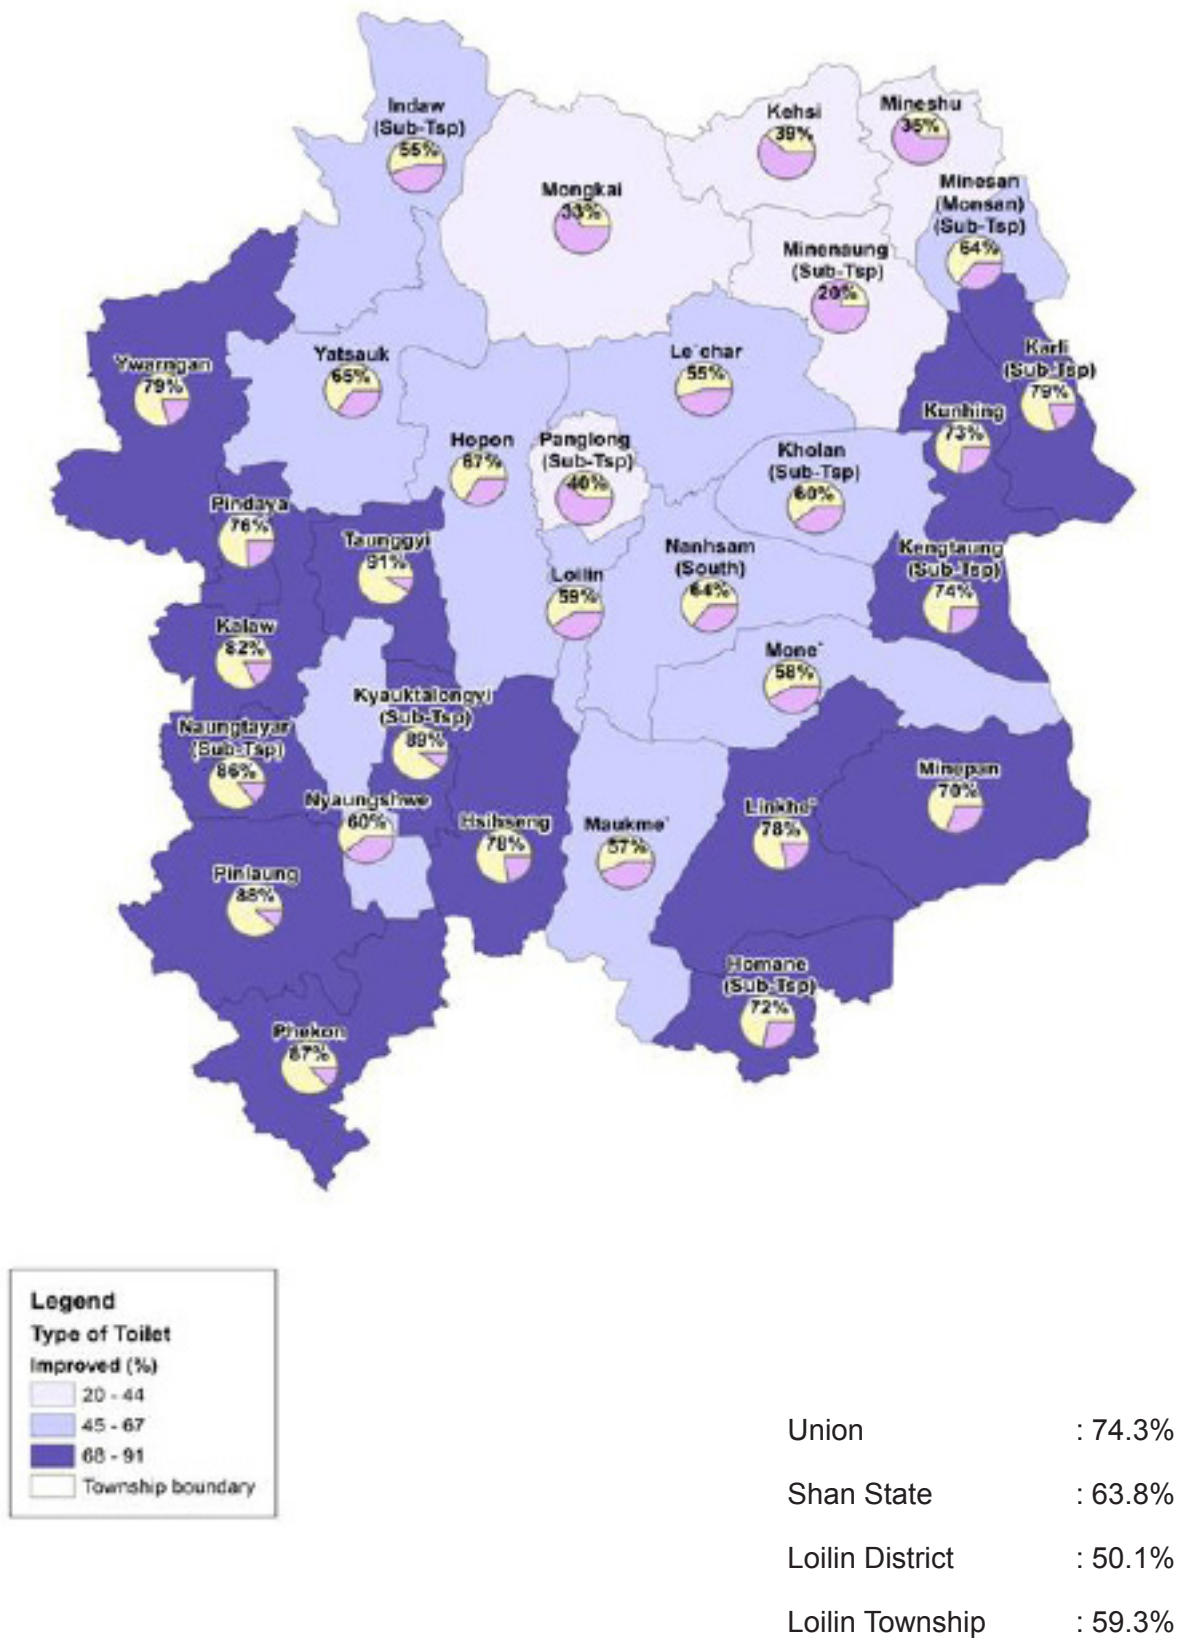 Indaw
(Sub-Tsp)
55%
Kehsi
39%
Mineshu
35%
Mongkai
33%
Minesan
(Monsan)
(Sub-Tsp)
64%
Minenaung
(Sub-Tsp)
20%
Ywarngan
79%
Yatsauk
65%
Le`char
55%
Karli
(Sub-Tsp)
79%
Kunhing
73%
Hopon
67%
Panglong
(Sub-Tsp)
40%
Kholan
(Sub-Tsp)
60%
Pindaya
76%
Taunggyi
91%
Loilin
59%
Nanhsam
(South)
64%
Kengtaung
(Sub-Tsp)
74%
Kalaw
82%
Mone`
58%
Kyauktalongyi
(Sub-Tsp)
89%
Naungtayar
(Sub-Tsp)
86%
Minepan
70%
Nyaungshwe
60%
Hsihseng
78%
Maukme`
57%
Linkhe`
78%
Pinlaung
88%
Homane
(Sub-Tsp)
72%
Phekon
87%
Legend
Type of Toilet
Improved (%)
20 - 44
45 - 67
68 - 91
Township boundary
Union : 74.3%
Shan State : 63.8%
Loilin District : 50.1%
Loilin Township : 59.3%